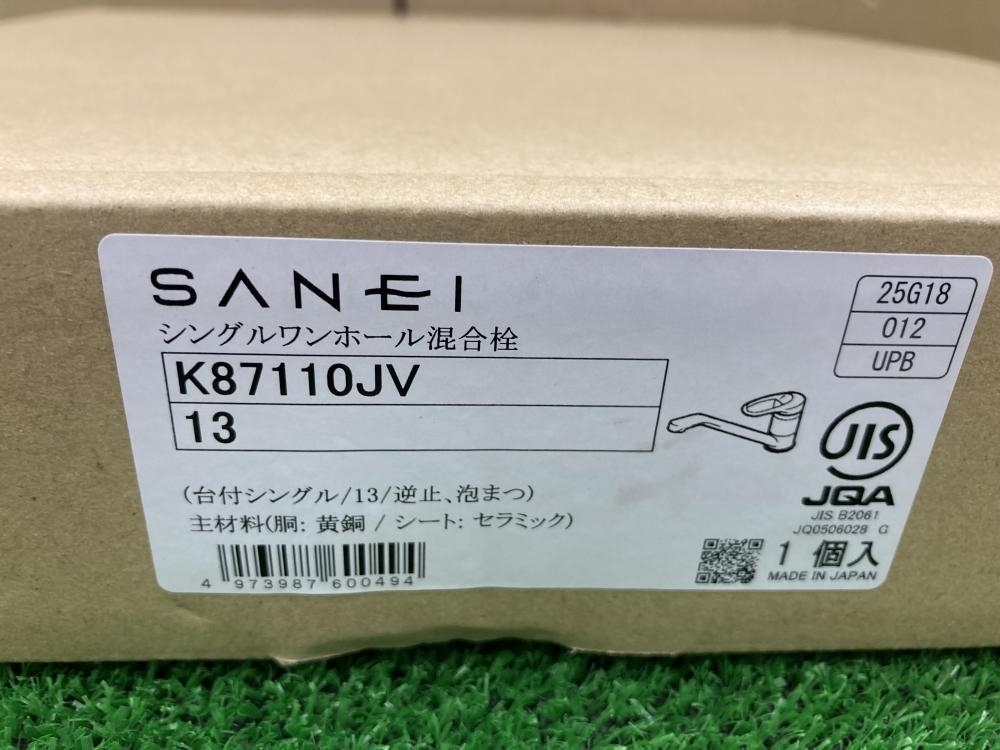 SANEI
シングルワンホール混合栓
K87110JV
13
25G18
012
UPB
(台付シングル/13/逆止、泡まつ)
主材料(胴: 黄銅 / シート: セラミック)
4 973987 600494
JIS
JQA
JIS B2061
JQ0506028 G
1 個入
MADE IN JAPAN